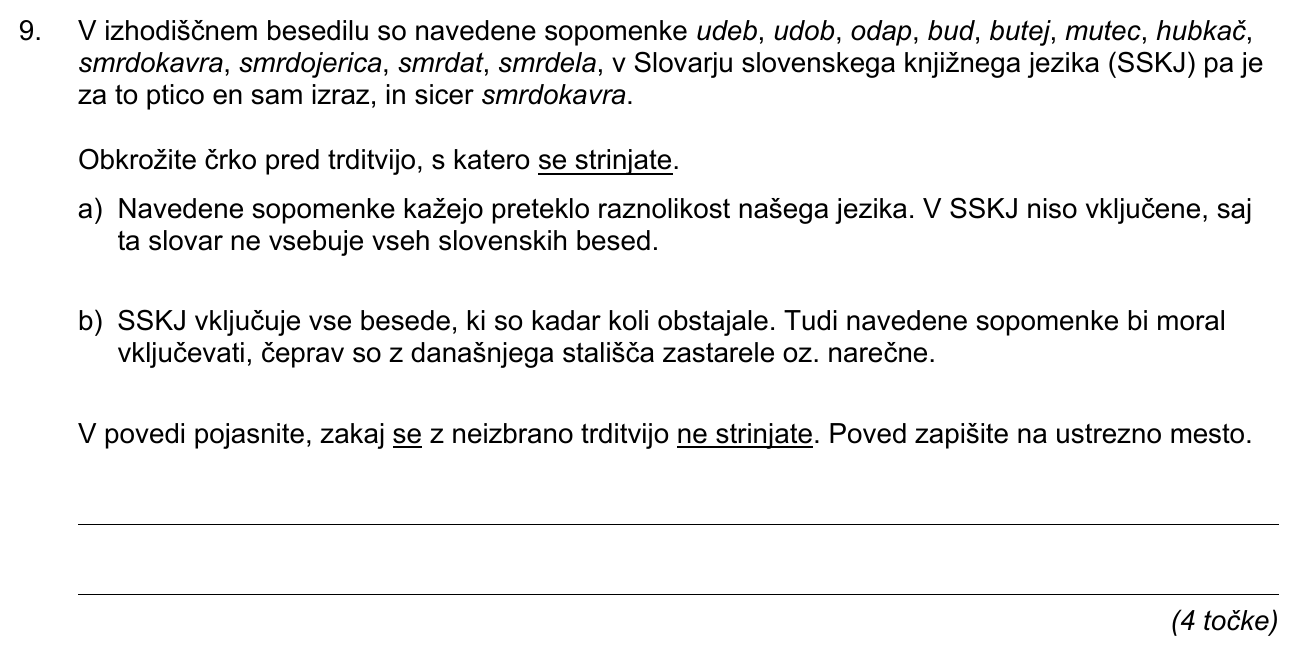 9. V izhodiščnem besedilu so navedene sopomenke udeb, udob, odap, bud, butej, mutec, hubkač,
smrdokavra, smrdojerica, smrdat, smrdela, v Slovarju slovenskega knjižnega jezika (SSKJ) pa je
za to ptico en sam izraz, in sicer smrdokavra.
Obkrožite črko pred trditvijo, s katero se strinjate.
a) Navedene sopomenke kažejo preteklo raznolikost našega jezika. V SSKJ niso vključene, saj
ta slovar ne vsebuje vseh slovenskih besed.
b) SSKJ vključuje vse besede, ki so kadar koli obstajale. Tudi navedene sopomenke bi moral
vključevati, čeprav so z današnjega stališča zastarele oz. narečne.
V povedi pojasnite, zakaj se z neizbrano trditvijo ne strinjate. Poved zapišite na ustrezno mesto.
(4 točke)